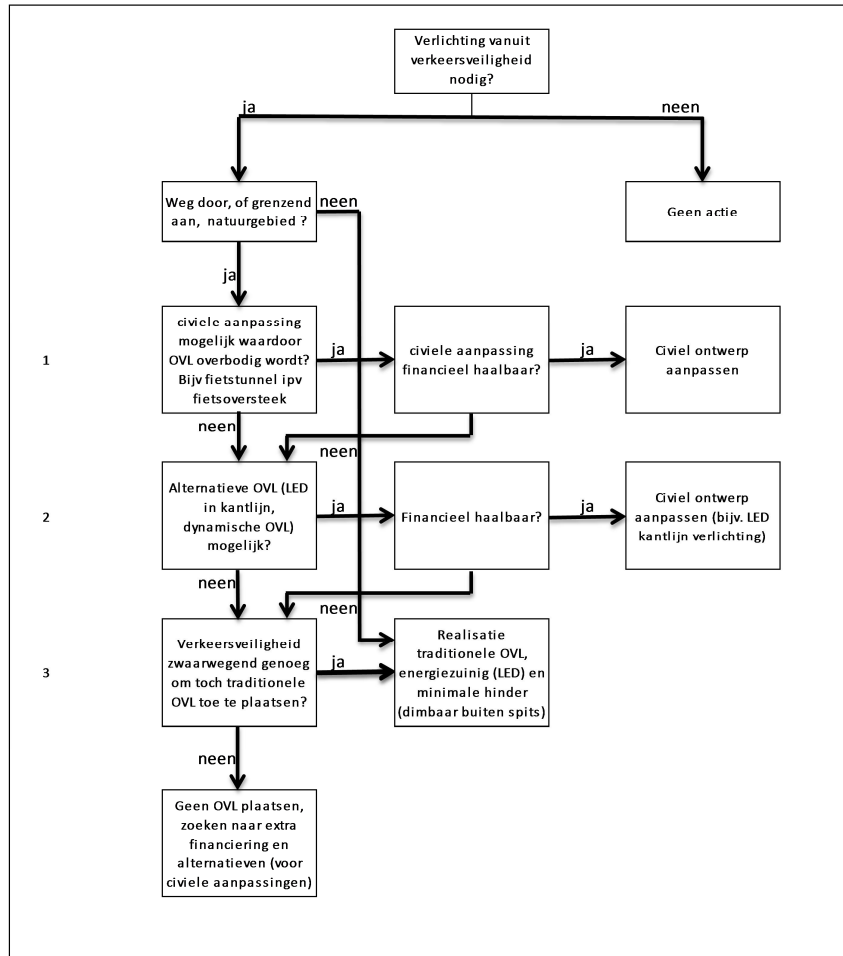 Verlichting vanuit
verkeersveiligheid
nodig?
ja
neen
Weg door, of grenzend
aan, natuurgebied ?
neen
Geen actie
ja
1
civiele aanpassing
mogelijk waardoor
OVL overbodig wordt?
Bijv fietstunnel ipv
fietsoversteek
ja
civiele aanpassing
financieel haalbaar?
ja
Civiel ontwerp
aanpassen
neen
neen
2
Alternatieve OVL (LED
in kantlijn,
dynamische OVL)
mogelijk?
ja
Financieel haalbaar?
ja
Civiel ontwerp
aanpassen (bijv. LED
kantlijn verlichting)
neen
neen
3
Verkeersveiligheid
zwaarwegend genoeg
om toch traditionele
OVL toe te plaatsen?
ja
Realisatie
traditionele OVL,
energiezuinig (LED) en
minimale hinder
(dimbaar buiten spits)
neen
Geen OVL plaatsen,
zoeken naar extra
financiering en
alternatieven (voor
civiele aanpassingen)